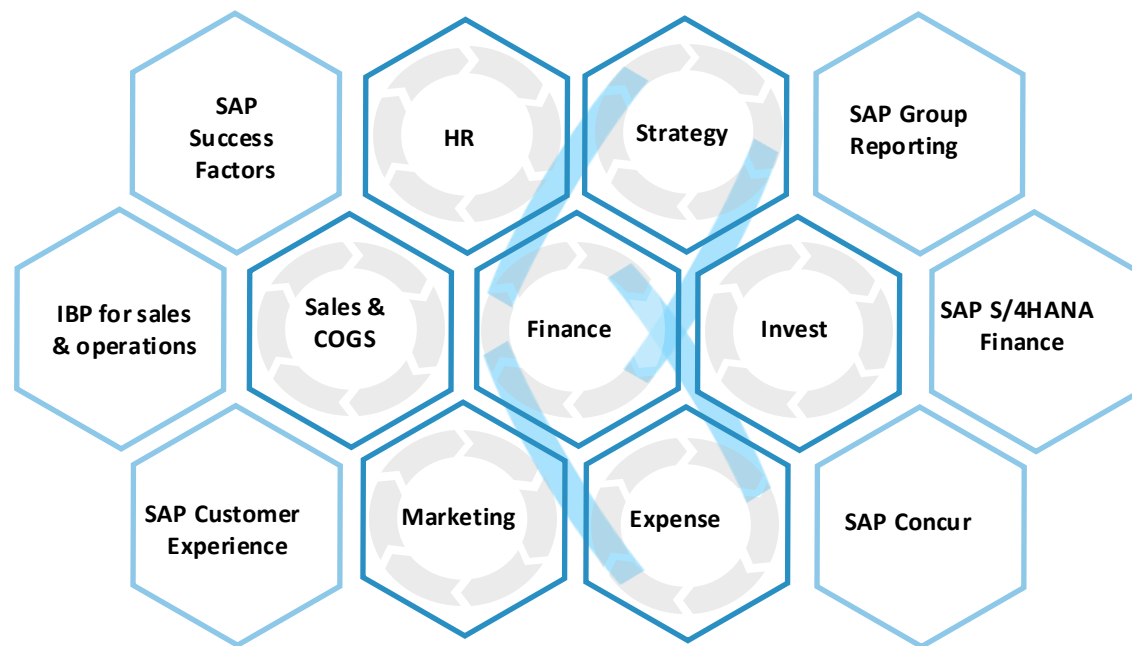 SAP
Success
Factors
HR
Strategy
SAP Group
Reporting
IBP for sales
& operations
Sales &
COGS
Finance
Invest
SAP S/4HANA
Finance
SAP Customer
Experience
Marketing
Expense
SAP Concur